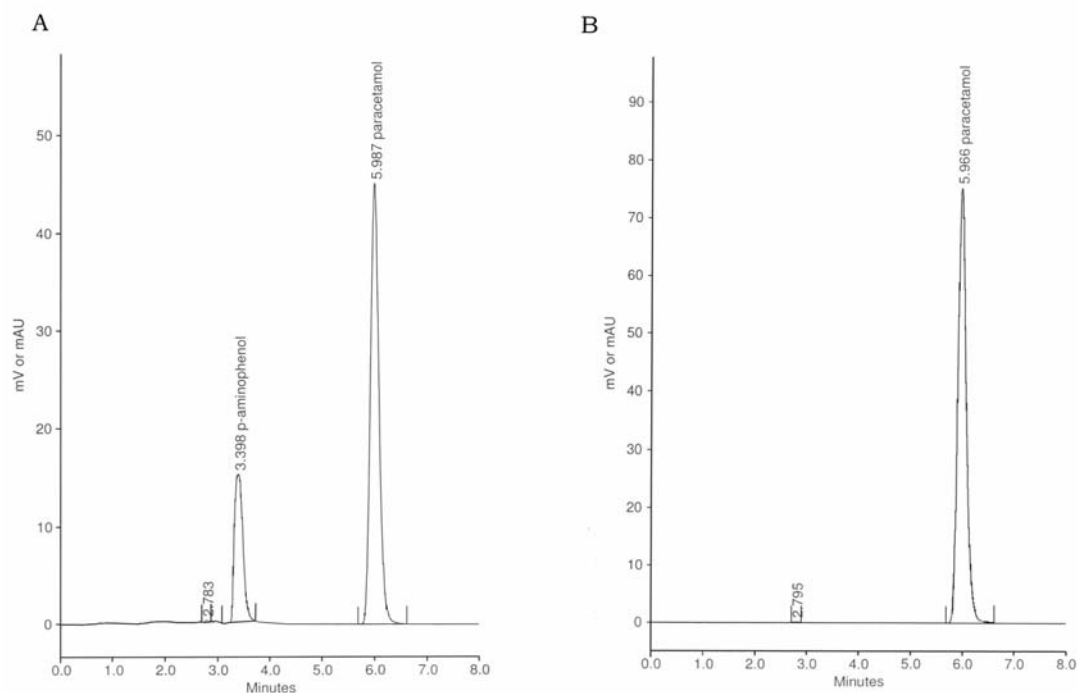 A
50
40
30
20
10
0
mV or mAU
2.783
3.398 p-aminophenol
5.987 paracetamol
0.0 1.0 2.0 3.0 4.0 5.0 6.0 7.0 8.0
Minutes
B
90
80
70
60
50
40
30
20
10
0
mV or mAU
2.795
5.966 paracetamol
0.0 1.0 2.0 3.0 4.0 5.0 6.0 7.0 8.0
Minutes